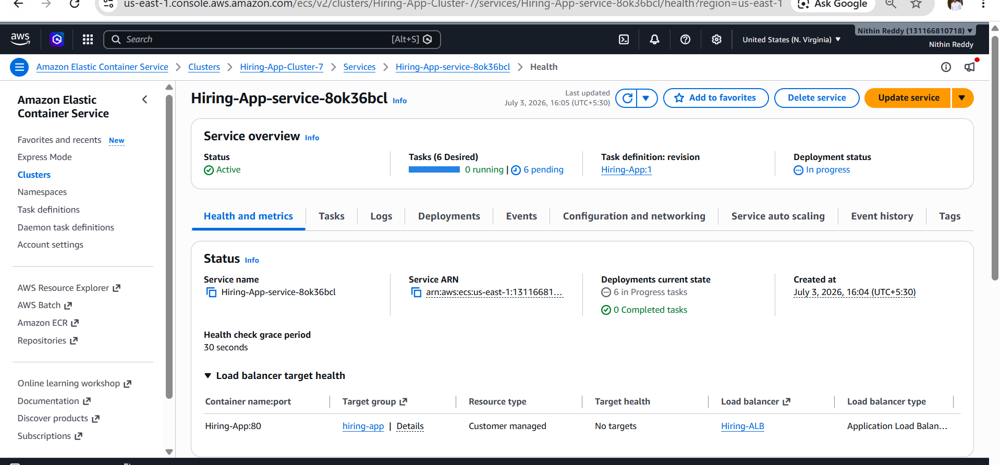 us-east-1.console.aws.amazon.com/ecs/v2/clusters/Hiring-App-Cluster-7/services/Hiring-App-service-8ok36bcl/health?region=us-east-1
Ask Google
aws
Search
[Alt+S]
United States (N. Virginia)
Nithin Reddy (131166810718)
Nithin Reddy
Amazon Elastic Container Service
Clusters
Hiring-App-Cluster-7
Services
Hiring-App-service-8ok36bcl
Health
Amazon Elastic
Container Service
Favorites and recents New
Express Mode
Clusters
Namespaces
Task definitions
Daemon task definitions
Account settings
AWS Resource Explorer
AWS Batch
Amazon ECR
Repositories
Online learning workshop
Documentation
Discover products
Subscriptions
Hiring-App-service-8ok36bcl Info
Last updated
July 3, 2026, 16:05 (UTC+5:30)
Add to favorites
Delete service
Update service
Service overview Info
Status
Active
Tasks (6 Desired)
0 running | 6 pending
Task definition: revision
Hiring-App:1
Deployment status
In progress
Health and metrics
Tasks
Logs
Deployments
Events
Configuration and networking
Service auto scaling
Event history
Tags
Status Info
Service name
Hiring-App-service-8ok36bcl
Service ARN
arn:aws:ecs:us-east-1:13116681...
Deployments current state
6 in Progress tasks
0 Completed tasks
Created at
July 3, 2026, 16:04 (UTC+5:30)
Health check grace period
30 seconds
Load balancer target health
Container name:port
Target group
Resource type
Target health
Load balancer
Load balancer type
Hiring-App:80
hiring-app | Details
Customer managed
No targets
Hiring-ALB
Application Load Balan...